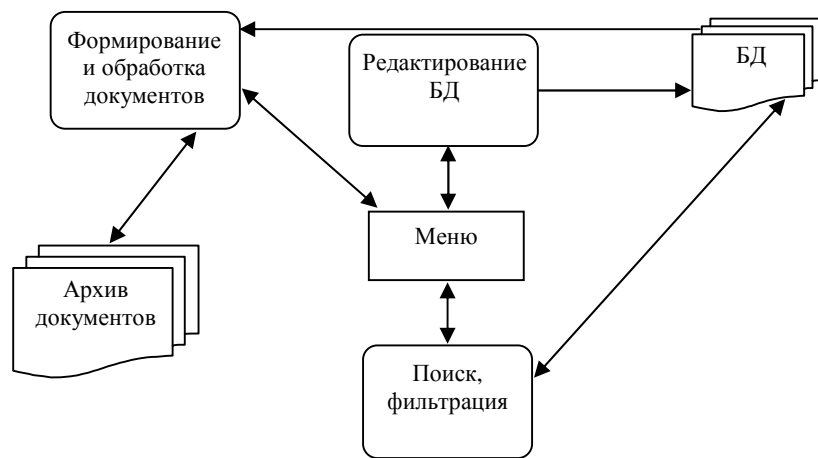 Формирование
и обработка
документов
Редактирование
БД
БД
Меню
Архив
документов
Поиск,
фильтрация